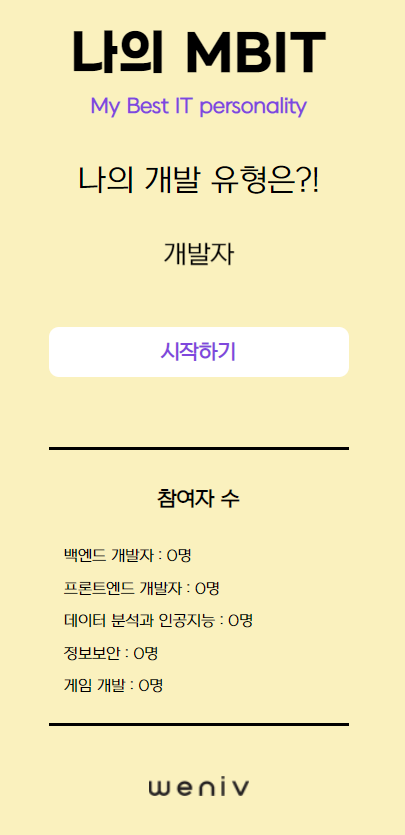 나의 MBIT
My Best IT personality
나의 개발 유형은?!
개발자
시작하기
참여자 수
백엔드 개발자 : 0명
프론트엔드 개발자 : 0명
데이터 분석과 인공지능 : 0명
정보보안 : 0명
게임 개발 : 0명
weniv